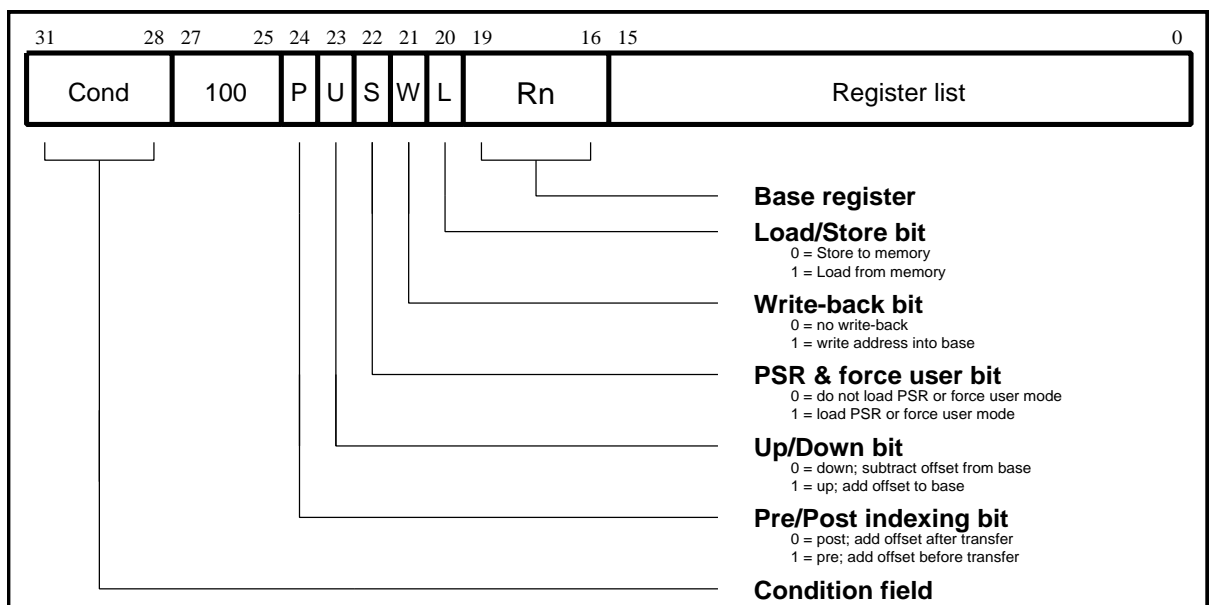 31 28 27 25 24 23 22 21 20 19 16 15 0
Cond 100 P U S W L Rn Register list
Base register
Load/Store bit
0 = Store to memory
1 = Load from memory
Write-back bit
0 = no write-back
1 = write address into base
PSR & force user bit
0 = do not load PSR or force user mode
1 = load PSR or force user mode
Up/Down bit
0 = down; subtract offset from base
1 = up; add offset to base
Pre/Post indexing bit
0 = post; add offset after transfer
1 = pre; add offset before transfer
Condition field